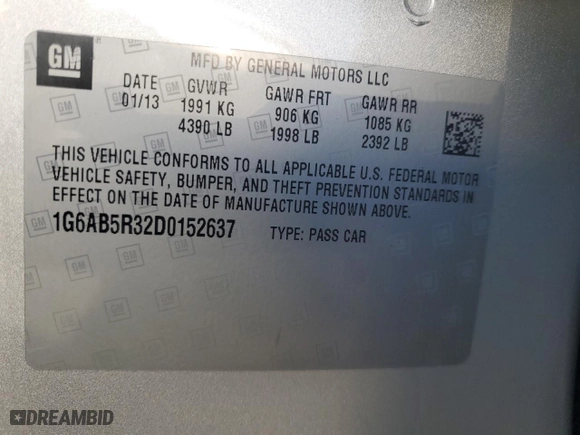 GM
MFD BY GENERAL MOTORS LLC
DATE GVWR GAWR FRT GAWR RR
01/13 1991 KG 906 KG 1085 KG
4390 LB 1998 LB 2392 LB
THIS VEHICLE CONFORMS TO ALL APPLICABLE U.S. FEDERAL MOTOR
VEHICLE SAFETY, BUMPER, AND THEFT PREVENTION STANDARDS IN
EFFECT ON THE DATE OF MANUFACTURE SHOWN ABOVE.
1G6AB5R32D0152637 TYPE: PASS CAR
DREAMBID